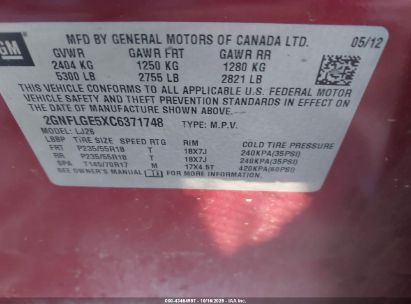 GM
MFD BY GENERAL MOTORS OF CANADA LTD. 05/12
GVWR GAWR FRT GAWR RR
2404 KG 1250 KG 1280 KG
5300 LB 2755 LB 2821 LB
THIS VEHICLE CONFORMS TO ALL APPLICABLE U.S. FEDERAL MOTOR
VEHICLE SAFETY, BUMPER, AND THEFT PREVENTION STANDARDS IN EFFECT ON THE
DATE OF MANUFACTURE SHOWN ABOVE.
2GNFLGE5XC6371748 TYPE: M.P.V.
MODEL: LJ26
LBBP TIRE SIZE SPEED RTG RIM COLD TIRE PRESSURE
FRT P235/55R18 T 18X7J 240KPA(35PSI)
RR P235/55R18 T 18X7J 240KPA(35PSI)
SPA T145/70R17 M 17X4.5T 420KPA(60PSI)
SEE OWNER'S MANUAL FOR MORE INFORMATION.